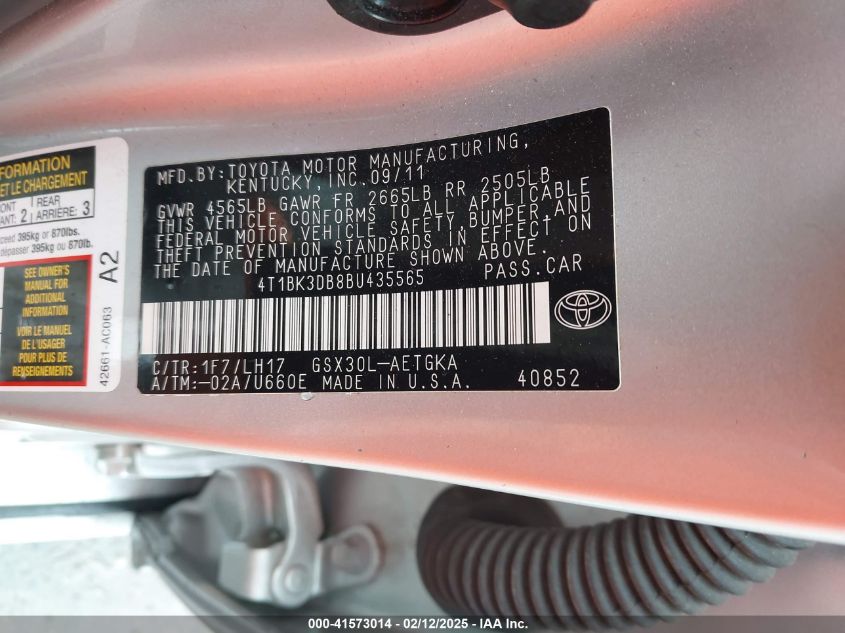 FORMATION
ET LE CHARGEMENT
ONT
ANT: 2
REAR
ARRIÈRE: 3
ceed 395kg or 870lbs.
dépasser 395kg ou 870lb.
SEE OWNER'S
MANUAL FOR
ADDITIONAL
INFORMATION
VOIR LE MANUEL
DE L'USAGER
POUR PLUS DE
RENSEIGNEMENTS
42661-AC063
A2
MFD.BY:TOYOTA MOTOR MANUFACTURING,
KENTUCKY, INC.09/11
GVWR 4565LB GAWR FR 2665LB RR 2505LB
THIS VEHICLE CONFORMS TO ALL APPLICABLE
FEDERAL MOTOR VEHICLE SAFETY,BUMPER,AND
THEFT PREVENTION STANDARDS IN EFFECT ON
THE DATE OF MANUFACTURE SHOWN ABOVE.
4T1BK3DB8BU435565 PASS.CAR
C/TR:1F7/LH17 GSX30L-AETGKA
A/TM:-02A/U660E MADE IN U.S.A. 40852
000-41573014 - 02/12/2025 - IAA Inc.